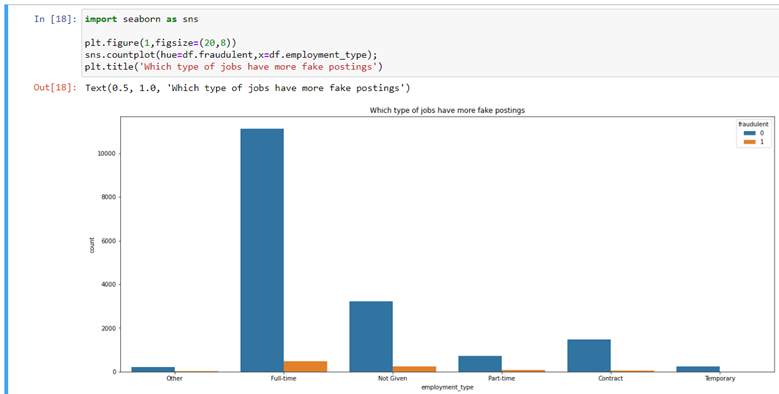 In [18]: import seaborn as sns
plt.figure(1,figsize=(20,8))
sns.countplot(hue=df.fraudulent,x=df.employment_type);
plt.title('Which type of jobs have more fake postings')
Out[18]: Text(0.5, 1.0, 'Which type of jobs have more fake postings')
Which type of jobs have more fake postings
fraudulent
0
1
10000
8000
6000
4000
2000
0
count
Other Full-time Not Given Part-time Contract Temporary
employment_type